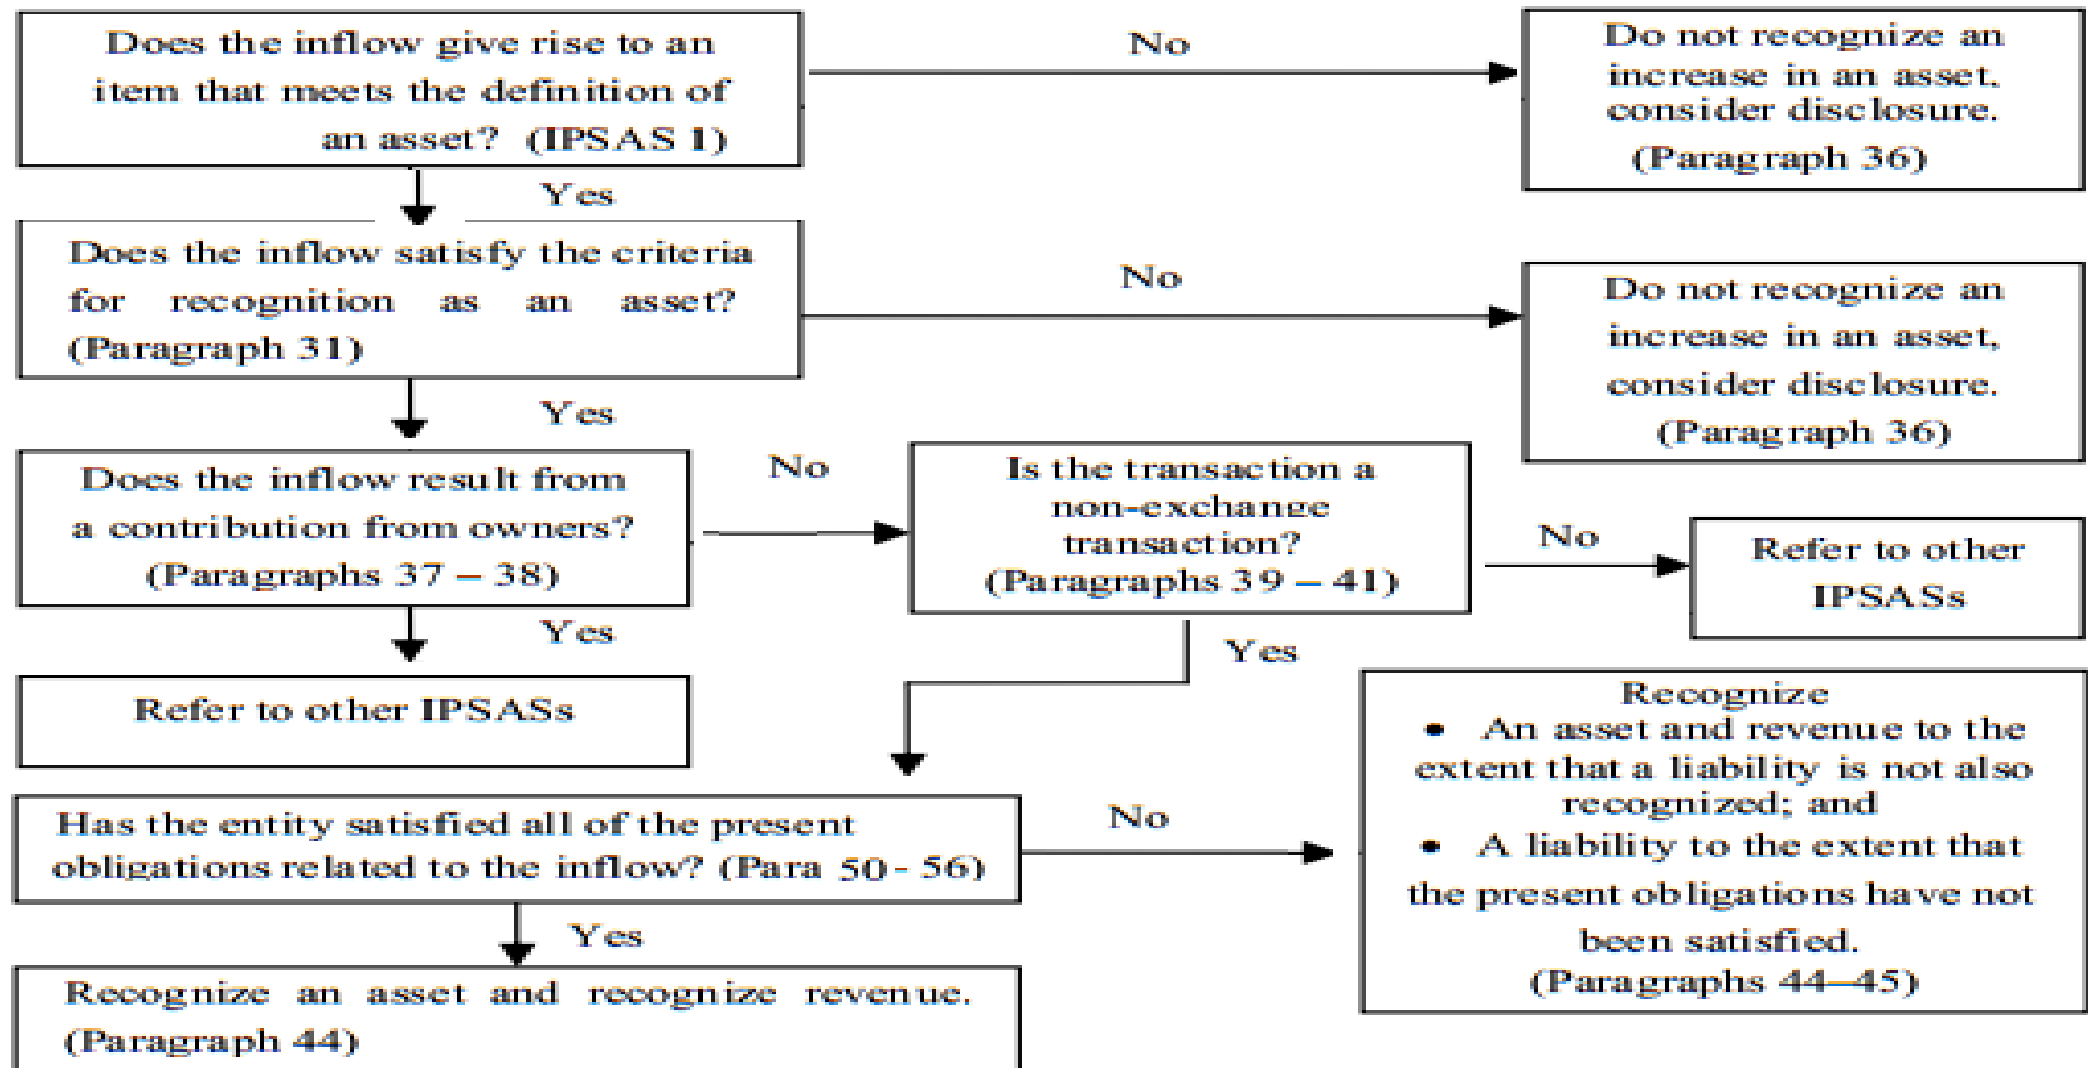 Does the inflow give rise to an
item that meets the definition of
an asset? (IPSAS 1)
No
Do not recognize an
increase in an asset,
consider disclosure.
(Paragraph 36)
Yes
Does the inflow satisfy the criteria
for recognition as an asset?
(Paragraph 31)
No
Do not recognize an
increase in an asset,
consider disclosure.
(Paragraph 36)
Yes
Does the inflow result from
a contribution from owners?
(Paragraphs 37 – 38)
No
Is the transaction a
non-exchange
transaction?
(Paragraphs 39 – 41)
No
Refer to other
IPSASs
Yes
Refer to other IPSASs
Yes
Has the entity satisfied all of the present
obligations related to the inflow? (Para 50 - 56)
No
Recognize
• An asset and revenue to the
extent that a liability is not also
recognized; and
• A liability to the extent that
the present obligations have not
been satisfied.
(Paragraphs 44–45)
Yes
Recognize an asset and recognize revenue.
(Paragraph 44)